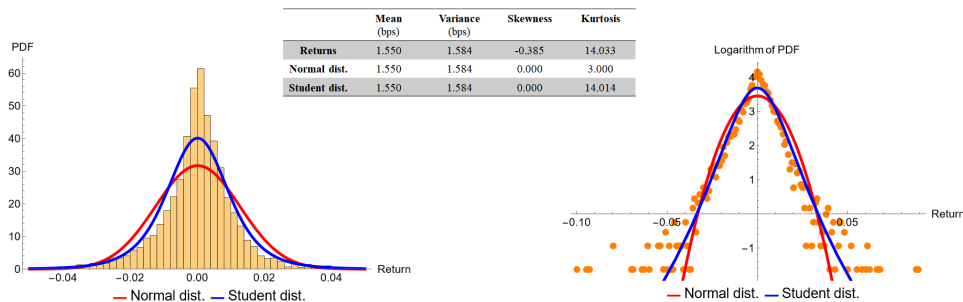 Mean Variance Skewness Kurtosis
(bps) (bps)
Returns 1.550 1.584 -0.385 14.033
Normal dist. 1.550 1.584 0.000 3.000
Student dist. 1.550 1.584 0.000 14.014
PDF
60
50
40
30
20
10
0
−0.04 −0.02 0.00 0.02 0.04
Return
Normal dist. Student dist.
Logarithm of PDF
4
3
2
1
−0.10 −0.05 0.00 0.05
Return
−1
Normal dist. Student dist.